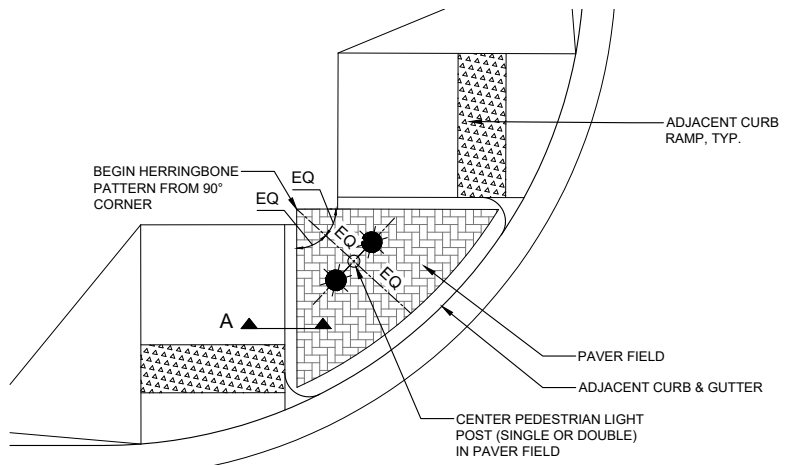 ADJACENT CURB
RAMP, TYP.
BEGIN HERRINGBONE
PATTERN FROM 90°
CORNER
EQ
EQ
EQ
EQ
A
PAVER FIELD
ADJACENT CURB & GUTTER
CENTER PEDESTRIAN LIGHT
POST (SINGLE OR DOUBLE)
IN PAVER FIELD